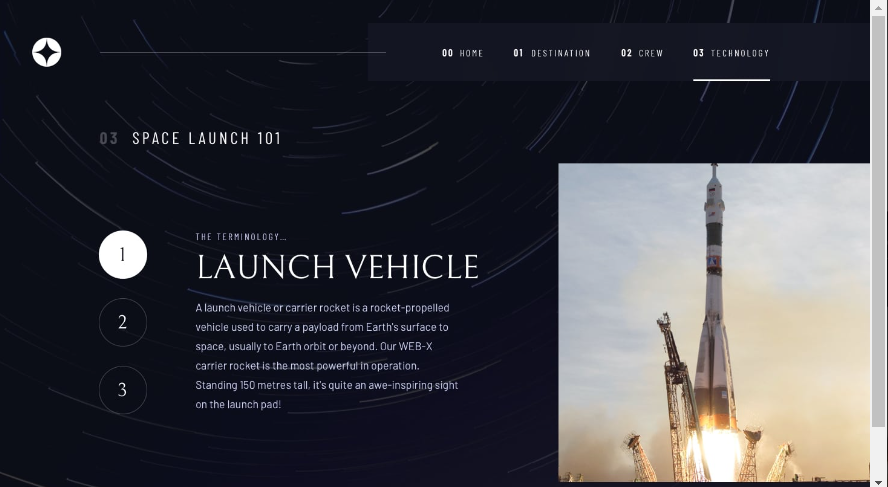 00 HOME 01 DESTINATION 02 CREW 03 TECHNOLOGY
03 SPACE LAUNCH 101
THE TERMINOLOGY…
LAUNCH VEHICLE
1
2
3
A launch vehicle or carrier rocket is a rocket-propelled
vehicle used to carry a payload from Earth's surface to
space, usually to Earth orbit or beyond. Our WEB-X
carrier rocket is the most powerful in operation.
Standing 150 metres tall, it's quite an awe-inspiring sight
on the launch pad!